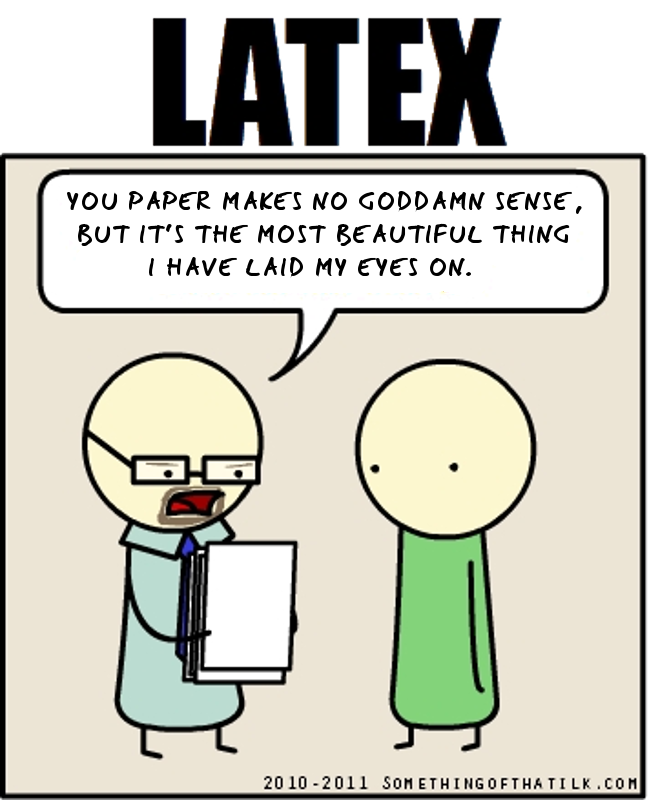 LATEX
YOU PAPER MAKES NO GODDAMN SENSE,
BUT IT'S THE MOST BEAUTIFUL THING
I HAVE LAID MY EYES ON.
2010-2011 SOMETHINGOFTHATILK.COM